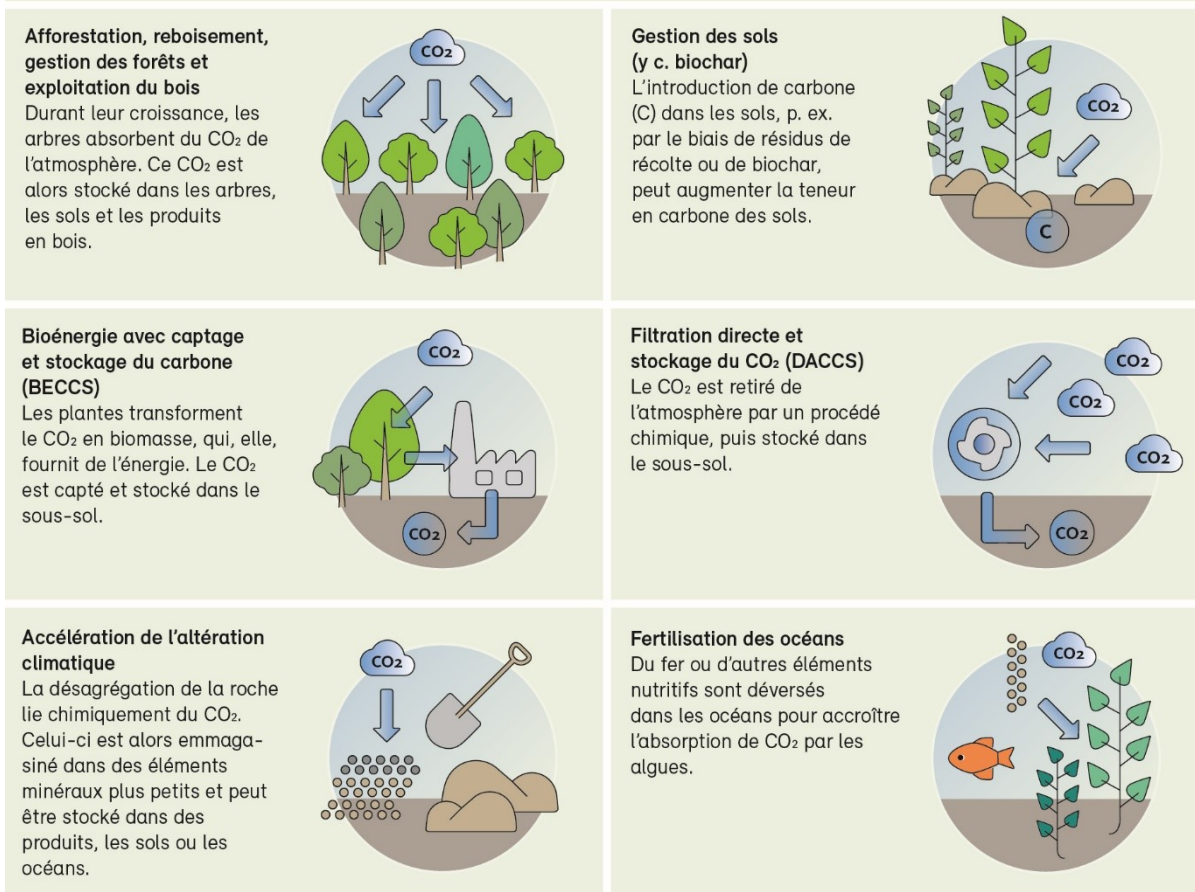 Afforestation, reboisement,
gestion des forêts et
exploitation du bois
Durant leur croissance, les
arbres absorbent du CO₂ de
l'atmosphère. Ce CO₂ est
alors stocké dans les arbres,
les sols et les produits
en bois.
CO2
Gestion des sols
(y c. biochar)
L'introduction de carbone
(C) dans les sols, p. ex.
par le biais de résidus de
récolte ou de biochar,
peut augmenter la teneur
en carbone des sols.
CO2
C
Bioénergie avec captage
et stockage du carbone
(BECCS)
Les plantes transforment
le CO₂ en biomasse, qui, elle,
fournit de l'énergie. Le CO₂
est capté et stocké dans le
sous-sol.
CO2
CO2
Filtration directe et
stockage du CO₂ (DACCS)
Le CO₂ est retiré de
l'atmosphère par un procédé
chimique, puis stocké dans
le sous-sol.
CO2
CO2
CO2
CO2
Accélération de l'altération
climatique
La désagrégation de la roche
lie chimiquement du CO₂.
Celui-ci est alors emmaga-
siné dans des éléments
minéraux plus petits et peut
être stocké dans des
produits, les sols ou les
océans.
CO2
Fertilisation des océans
Du fer ou d'autres éléments
nutritifs sont déversés
dans les océans pour accroître
l'absorption de CO₂ par les
algues.
CO2